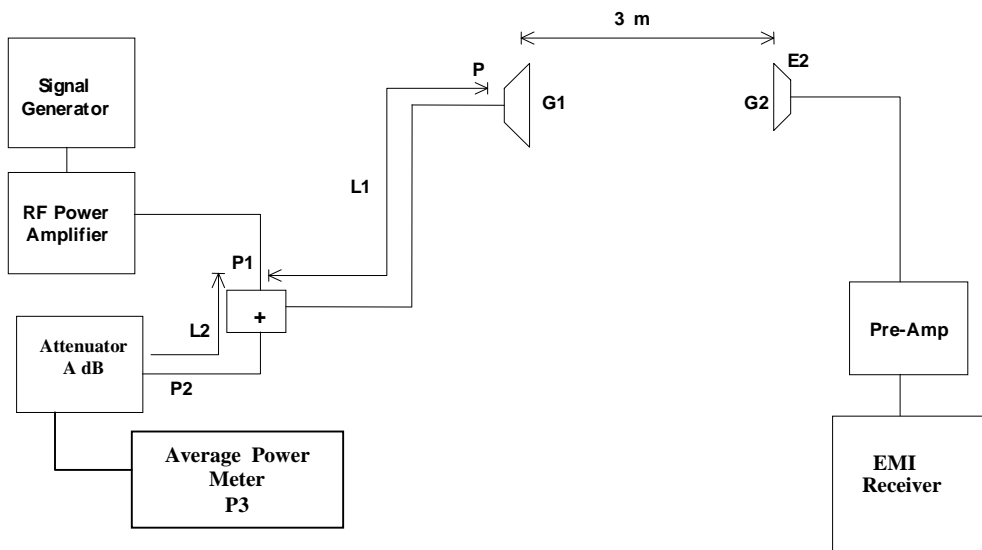 3 m
P
E2
Signal
Generator
G1
G2
L1
RF Power
Amplifier
P1
+
L2
Attenuator
A dB
P2
Pre-Amp
Average Power
Meter
P3
EMI
Receiver